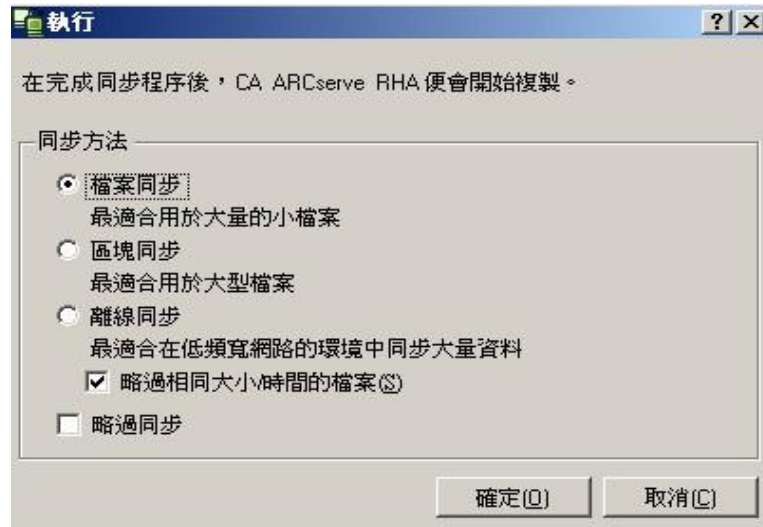 執行
在完成同步程序後，CA ARCserve RHA 便會開始複製。
同步方法
檔案同步
最適合用於大量的小檔案
區塊同步
最適合用於大型檔案
離線同步
最適合在低頻寬網路的環境中同步大量資料
略過相同大小/時間的檔案(S)
略過同步
確定(O) 取消(C)